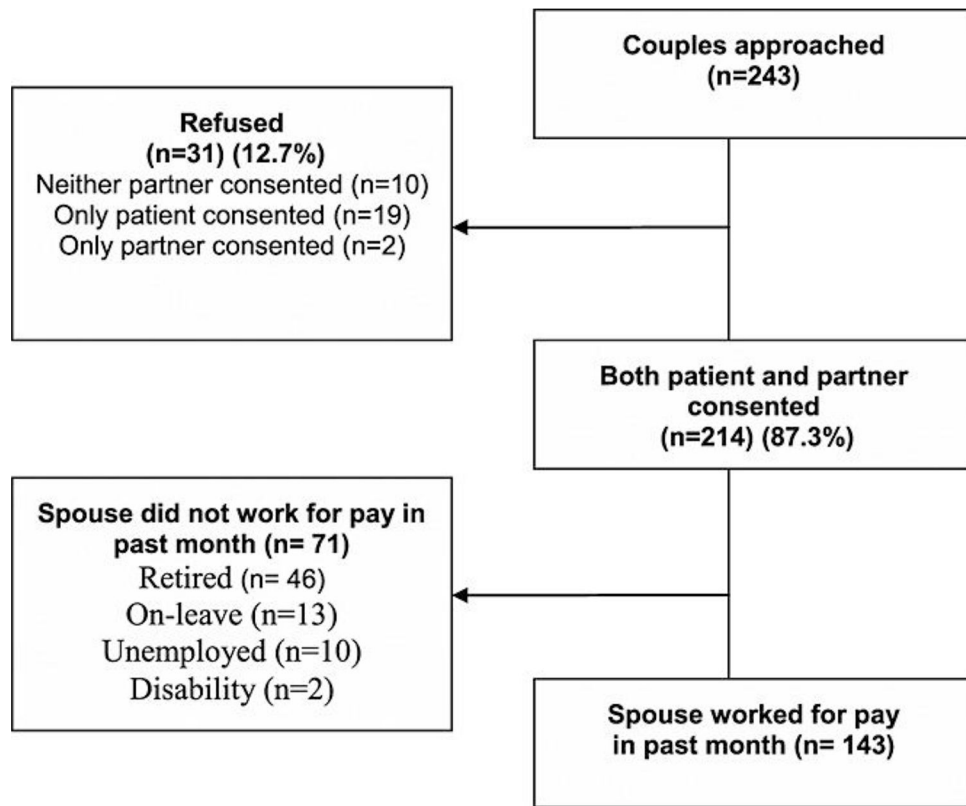 Couples approached
(n=243)
Refused
(n=31) (12.7%)
Neither partner consented (n=10)
Only patient consented (n=19)
Only partner consented (n=2)
Both patient and partner
consented
(n=214) (87.3%)
Spouse did not work for pay in
past month (n= 71)
Retired (n= 46)
On-leave (n=13)
Unemployed (n=10)
Disability (n=2)
Spouse worked for pay
in past month (n= 143)